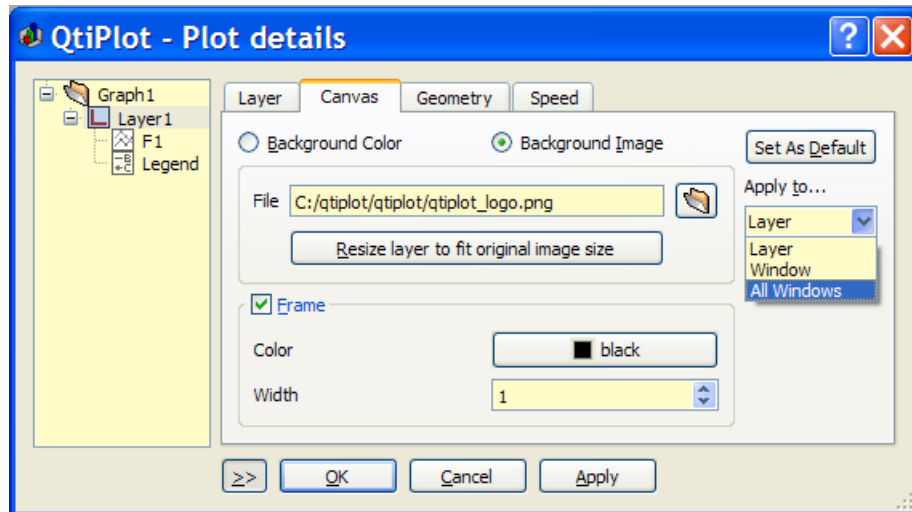 QtiPlot - Plot details
Graph1
Layer1
F1
Legend
Layer Canvas Geometry Speed
Background Color Background Image
Set As Default
File C:/qtiplot/qtiplot/qtiplot_logo.png
Apply to...
Resize layer to fit original image size
Layer
Layer
Window
All Windows
Frame
Color black
Width 1
>> OK Cancel Apply